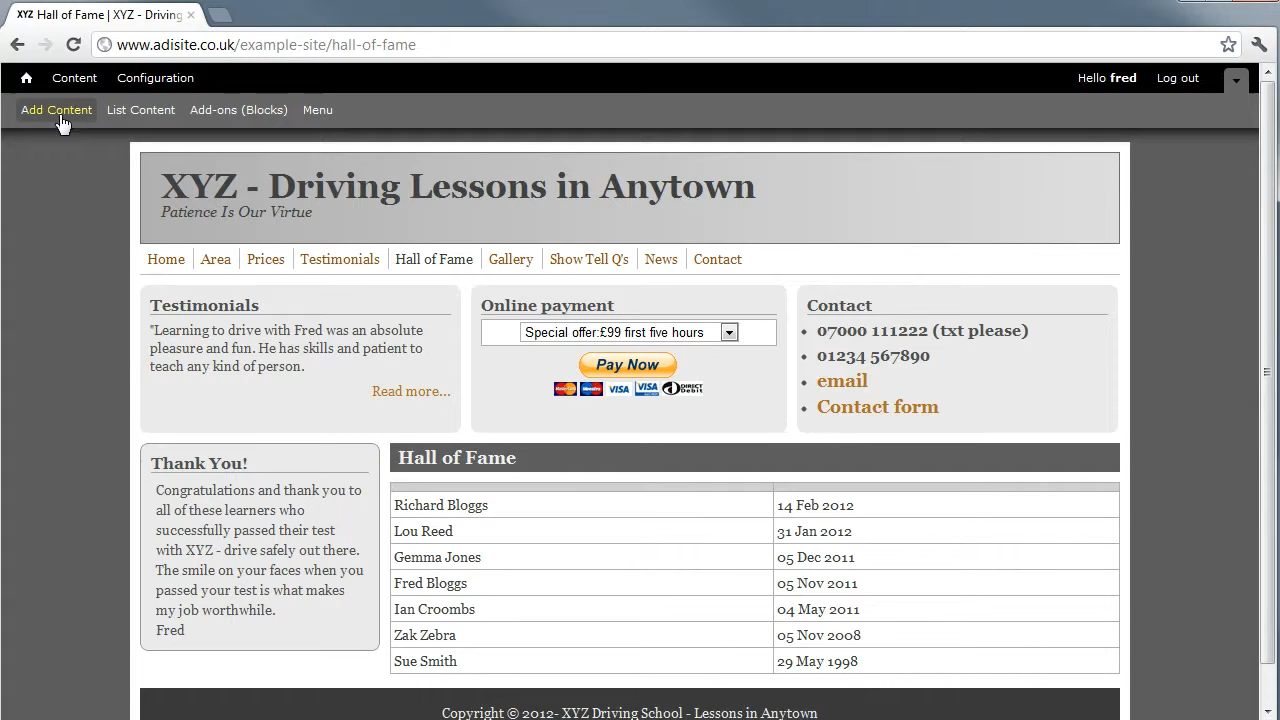 XYZ Hall of Fame | XYZ - Driving
www.adisite.co.uk/example-site/hall-of-fame
Content Configuration Hello fred Log out
Add Content List Content Add-ons (Blocks) Menu
XYZ - Driving Lessons in Anytown
Patience Is Our Virtue
Home Area Prices Testimonials Hall of Fame Gallery Show Tell Q's News Contact
Testimonials
"Learning to drive with Fred was an absolute
pleasure and fun. He has skills and patient to
teach any kind of person.
Read more...
Online payment
Special offer:£99 first five hours
Pay Now
MasterCard Maestro VISA VISA DIRECT Debit
Contact
07000 111222 (txt please)
01234 567890
email
Contact form
Thank You!
Congratulations and thank you to
all of these learners who
successfully passed their test
with XYZ - drive safely out there.
The smile on your faces when you
passed your test is what makes
my job worthwhile.
Fred
Hall of Fame
Richard Bloggs 14 Feb 2012
Lou Reed 31 Jan 2012
Gemma Jones 05 Dec 2011
Fred Bloggs 05 Nov 2011
Ian Croombs 04 May 2011
Zak Zebra 05 Nov 2008
Sue Smith 29 May 1998
Copyright © 2012- XYZ Driving School - Lessons in Anytown